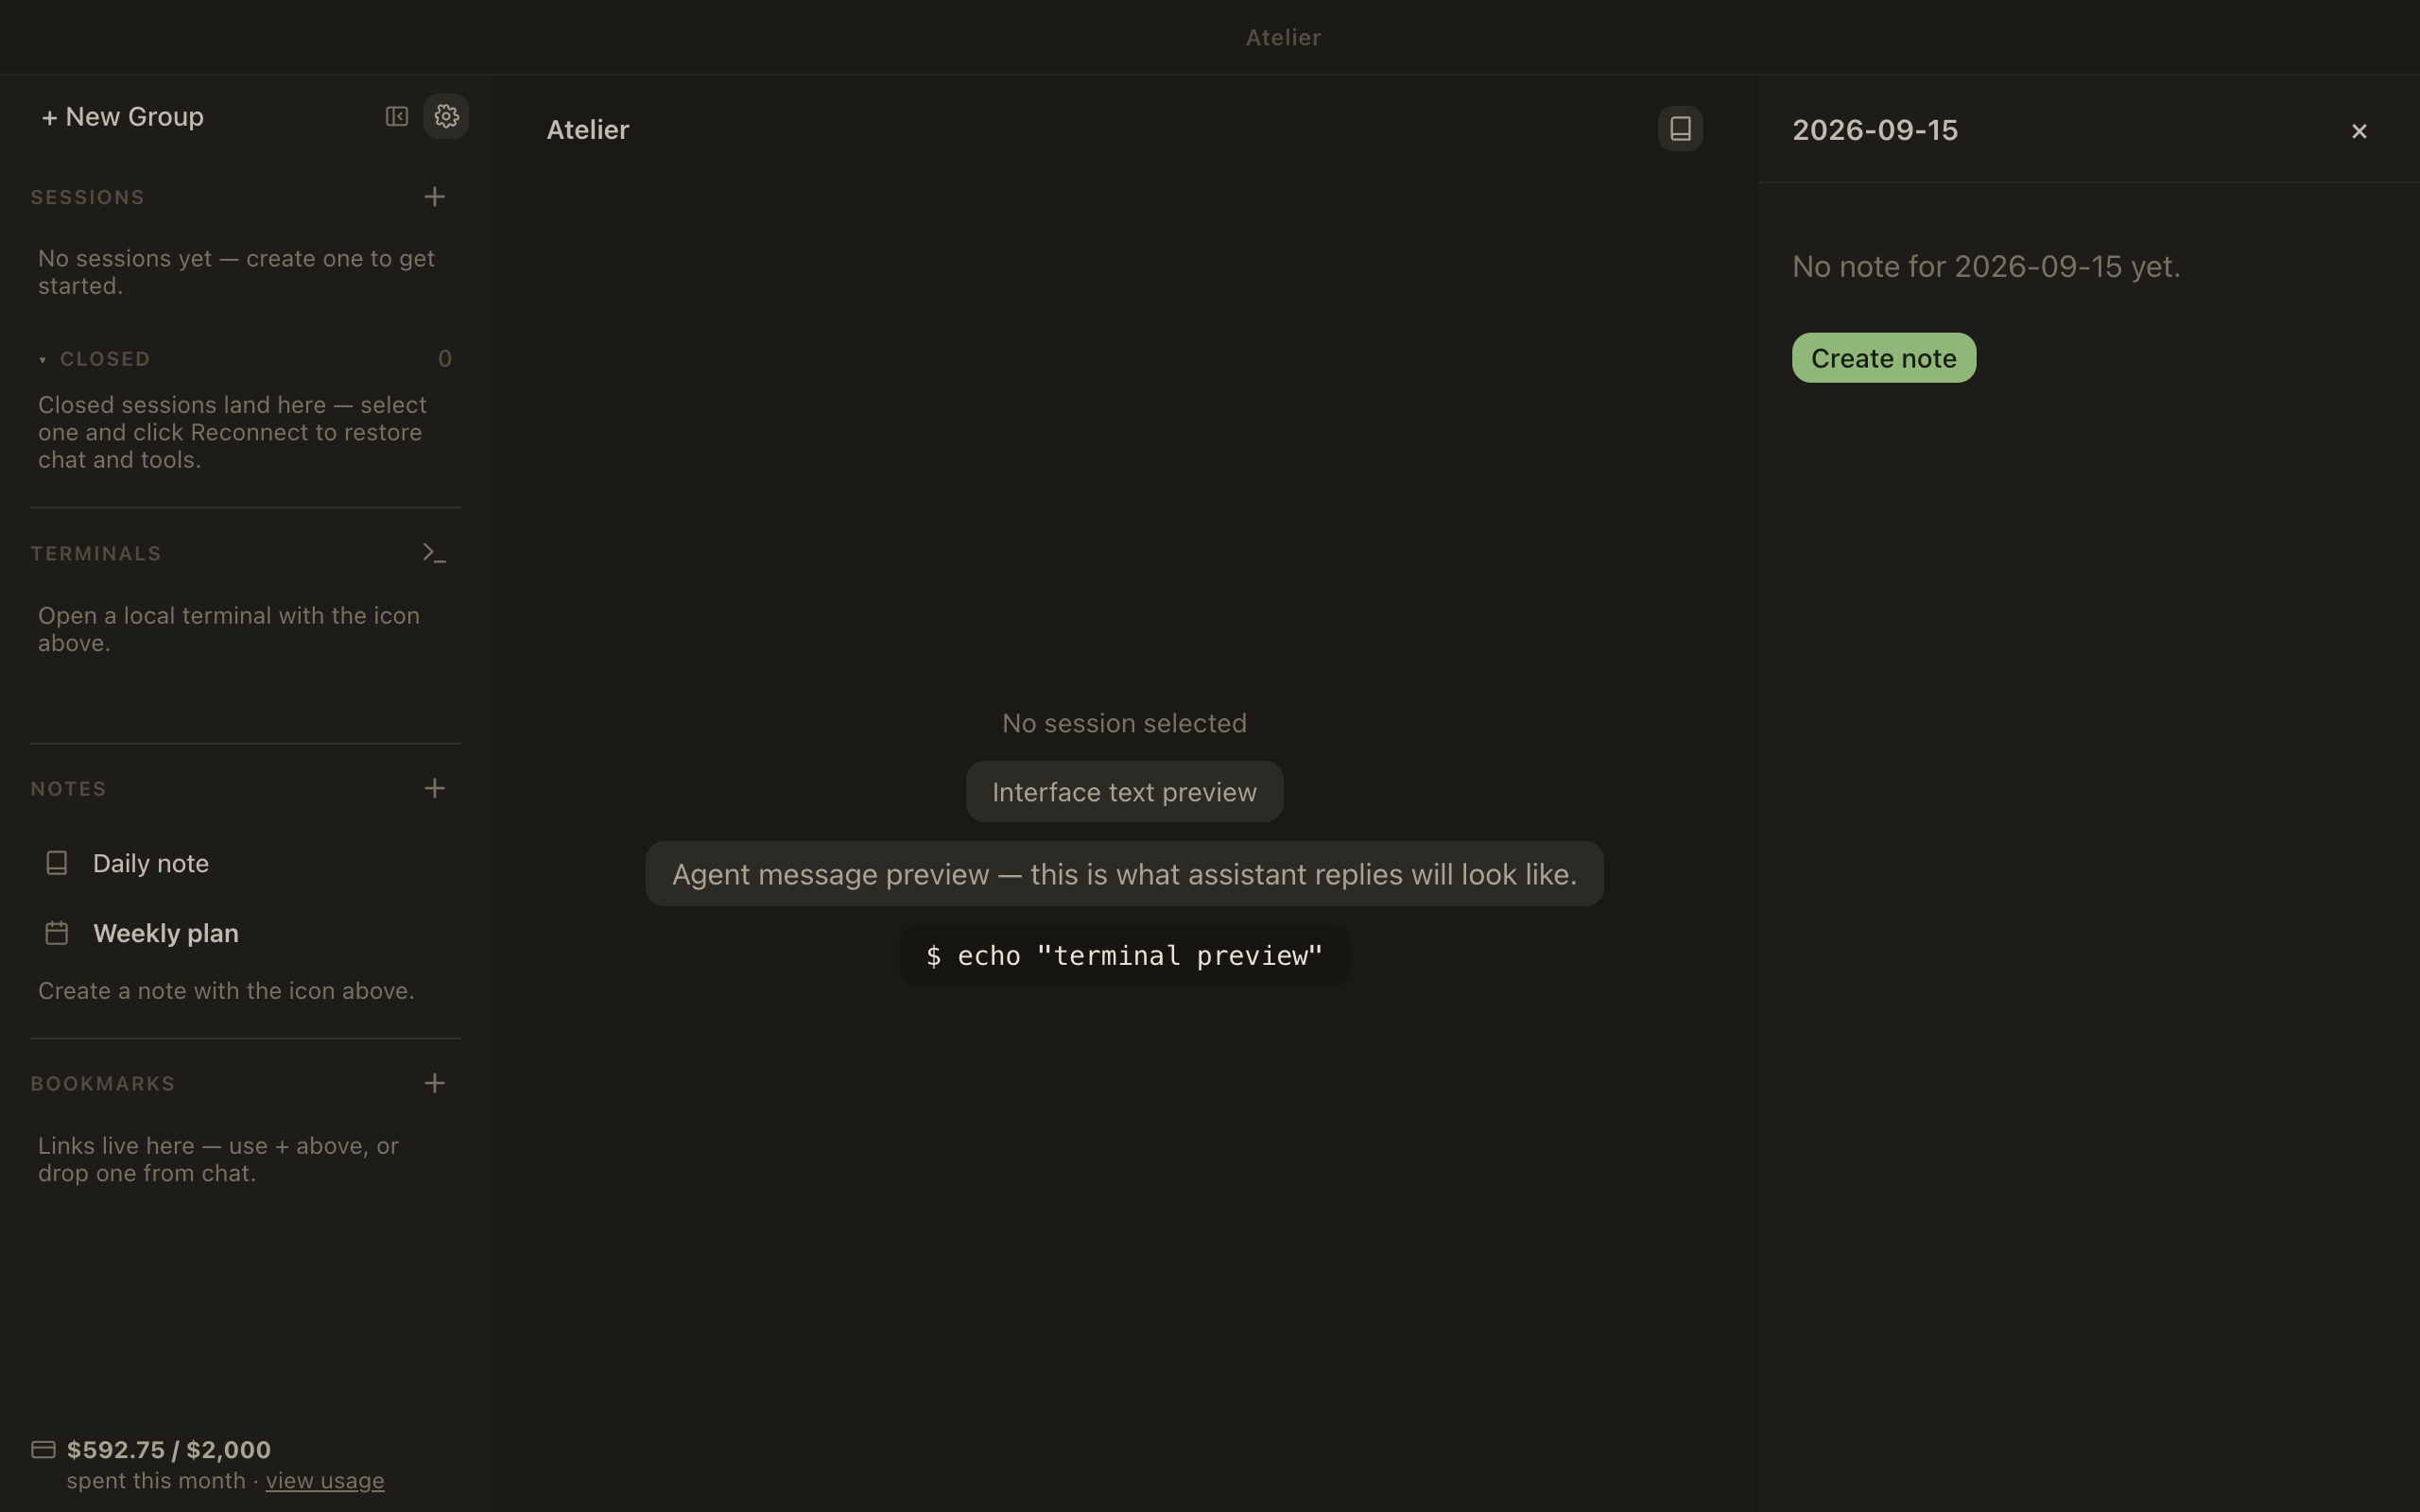 Atelier
+ New Group
SESSIONS
No sessions yet — create one to get
started.
▾ CLOSED 0
Closed sessions land here — select
one and click Reconnect to restore
chat and tools.
TERMINALS
Open a local terminal with the icon
above.
NOTES
Daily note
Weekly plan
Create a note with the icon above.
BOOKMARKS
Links live here — use + above, or
drop one from chat.
$592.75 / $2,000
spent this month · view usage
Atelier
No session selected
Interface text preview
Agent message preview — this is what assistant replies will look like.
$ echo "terminal preview"
2026-09-15
No note for 2026-09-15 yet.
Create note